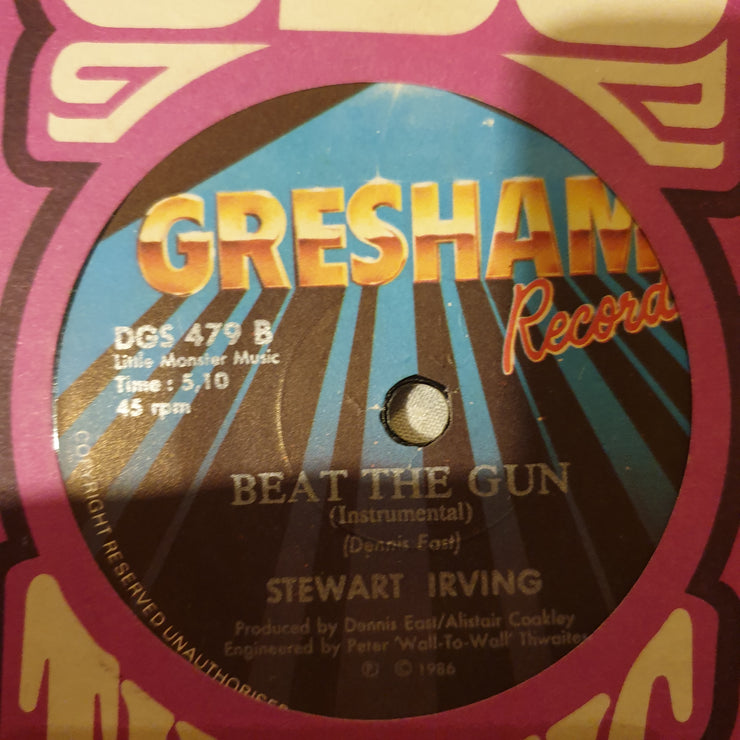 GRESHAM
Record
DGS 479 B
Little Monster Music
Time : 5,10
45 rpm
BEAT THE GUN
(Instrumental)
(Dennis East)
STEWART IRVING
Produced by Dennis East/Alistair Coakley
Engineered by Peter 'Wall-To-Wall' Thwaites
℗ © 1986
COPYRIGHT RESERVED UNAUTHORISED